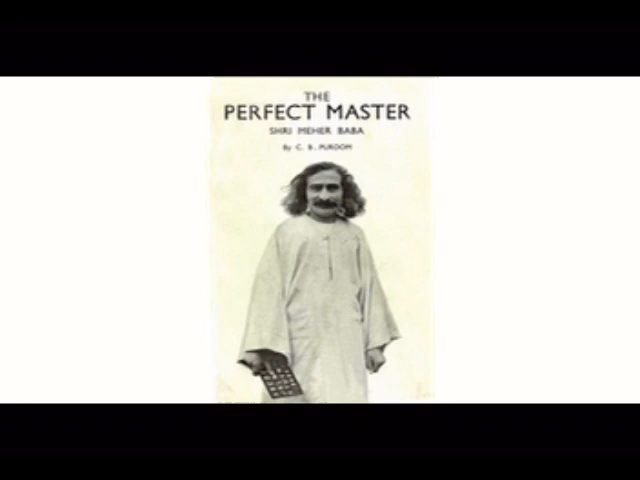 THE
PERFECT MASTER
SHRI MEHER BABA
By C. B. PURDOM